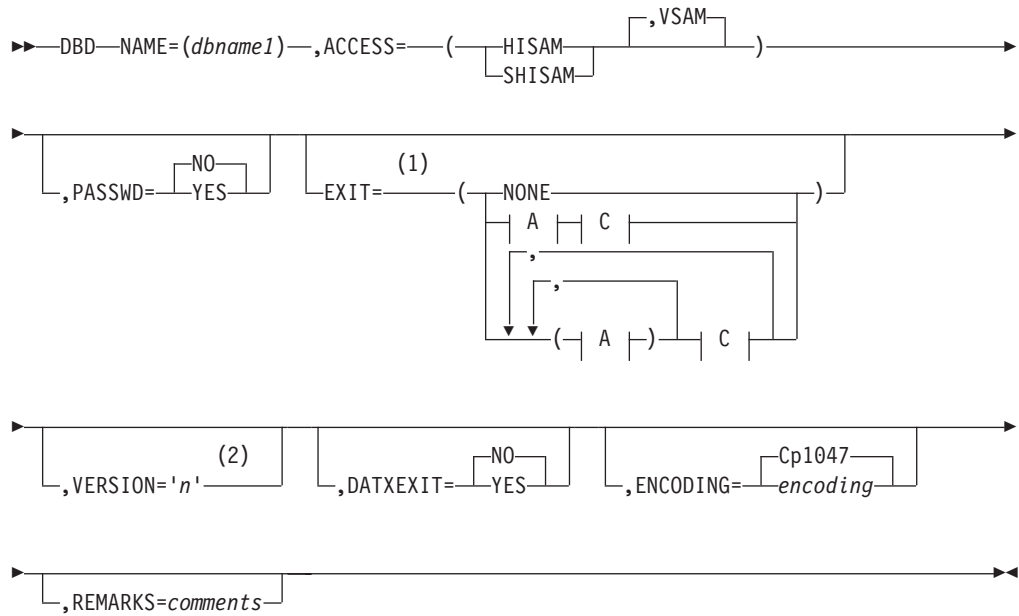 ,VSAM
DBD NAME=(dbname1) ,ACCESS= ( HISAM )
SHISAM
(1)
NO
,PASSWD= YES
EXIT= ( NONE )
A C
,
,
( A ) C
(2)
,VERSION='n'
NO
,DATXEXIT= YES
Cp1047
,ENCODING= encoding
,REMARKS=comments